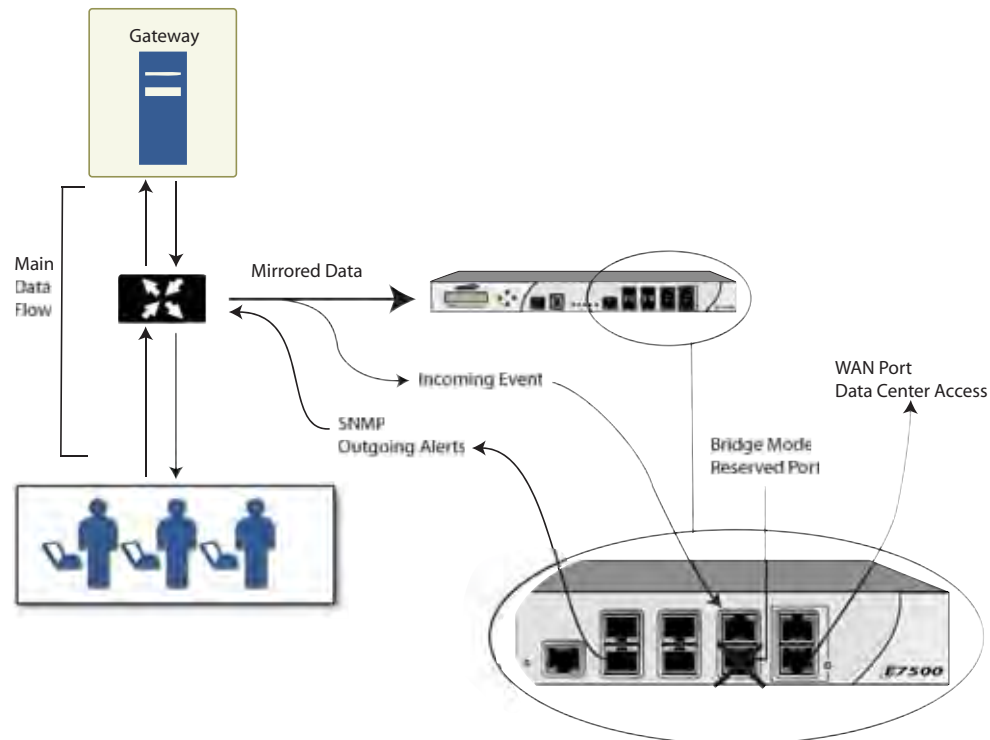 Gateway
Main
Data
Flow
Mirrored Data
Incoming Event
SNMP
Outgoing Alerts
WAN Port
Data Center Access
Bridge Mode
Reserved Port
E7500